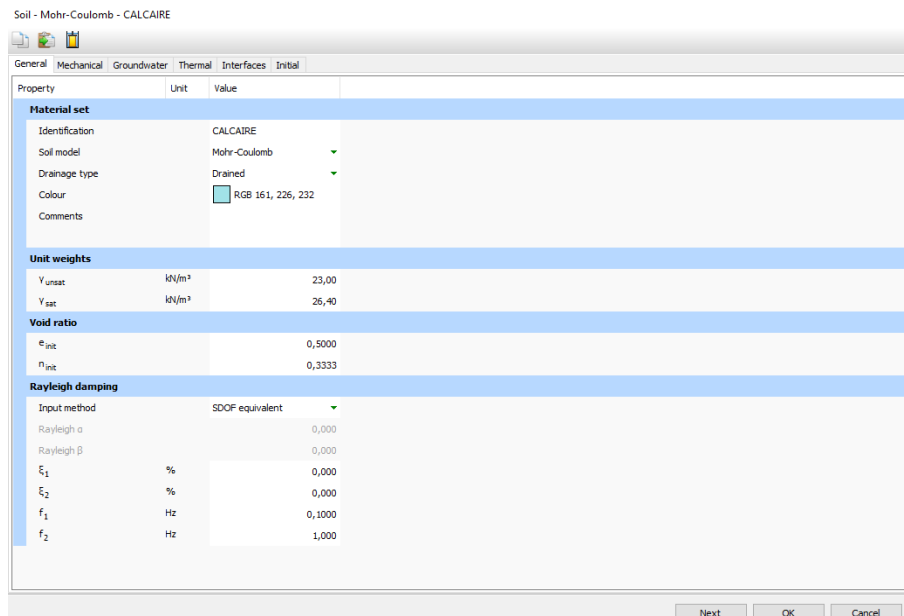 Soil - Mohr-Coulomb - CALCAIRE
General Mechanical Groundwater Thermal Interfaces Initial
Property Unit Value
Material set
Identification CALCAIRE
Soil model Mohr-Coulomb
Drainage type Drained
Colour RGB 161, 226, 232
Comments
Unit weights
γunsat kN/m³ 23,00
γsat kN/m³ 26,40
Void ratio
einit 0,5000
ninit 0,3333
Rayleigh damping
Input method SDOF equivalent
Rayleigh α 0,000
Rayleigh β 0,000
ξ1 % 0,000
ξ2 % 0,000
f1 Hz 0,1000
f2 Hz 1,000
Next OK Cancel